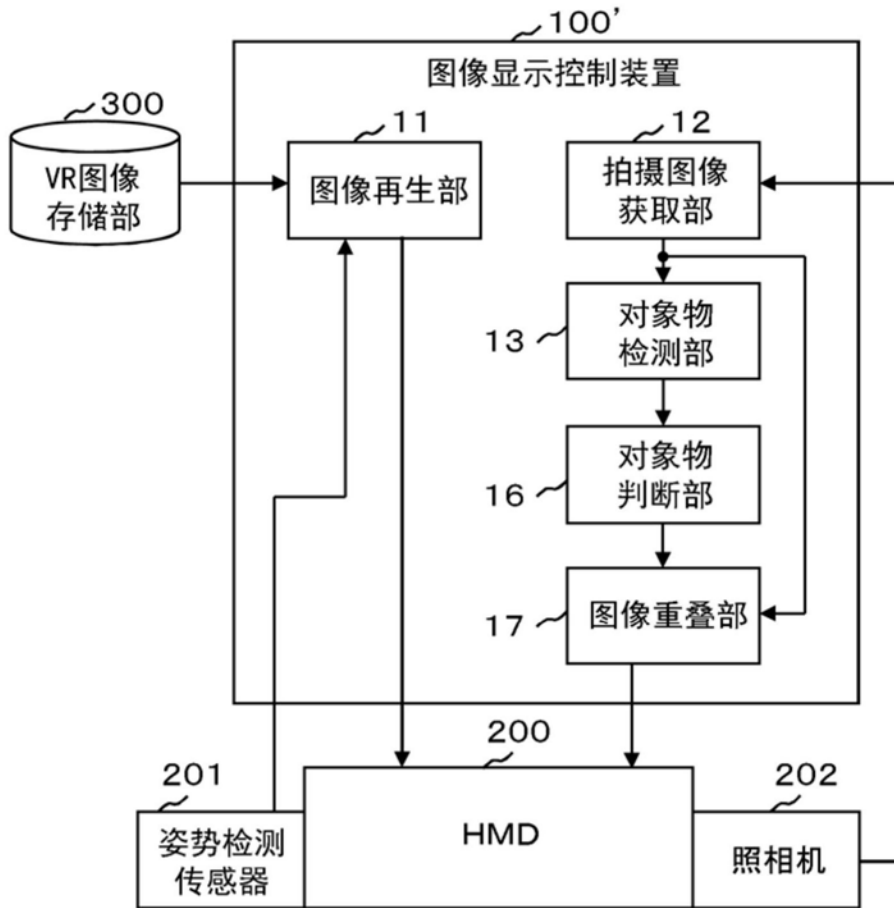 100’
图像显示控制装置
300
VR图像
存储部
11
图像再生部
12
拍摄图像
获取部
13
对象物
检测部
16
对象物
判断部
17
图像重叠部
200
HMD
201
姿势检测
传感器
202
照相机